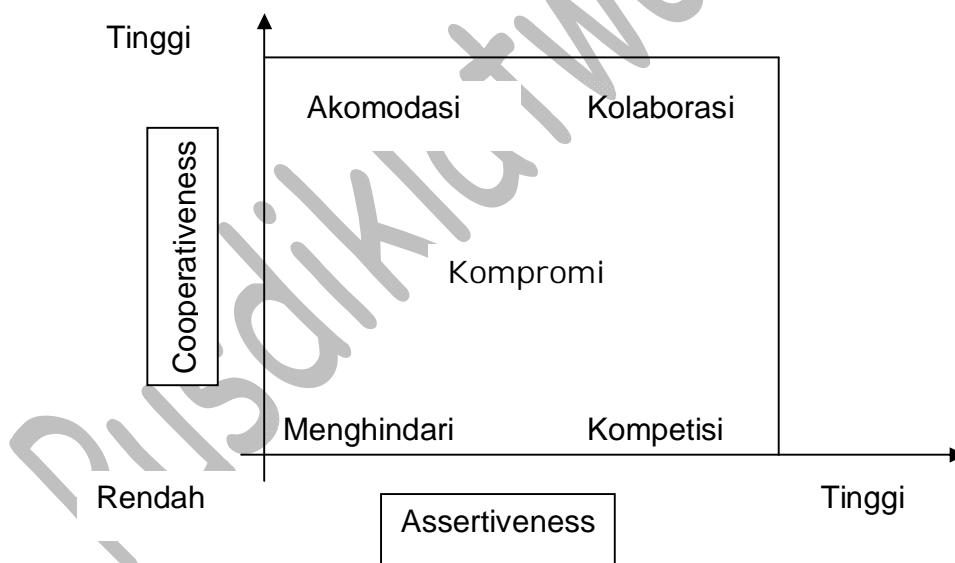 Tinggi
Akomodasi Kolaborasi
Cooperativeness
Kompromi
Menghindari Kompetisi
Rendah Tinggi
Assertiveness